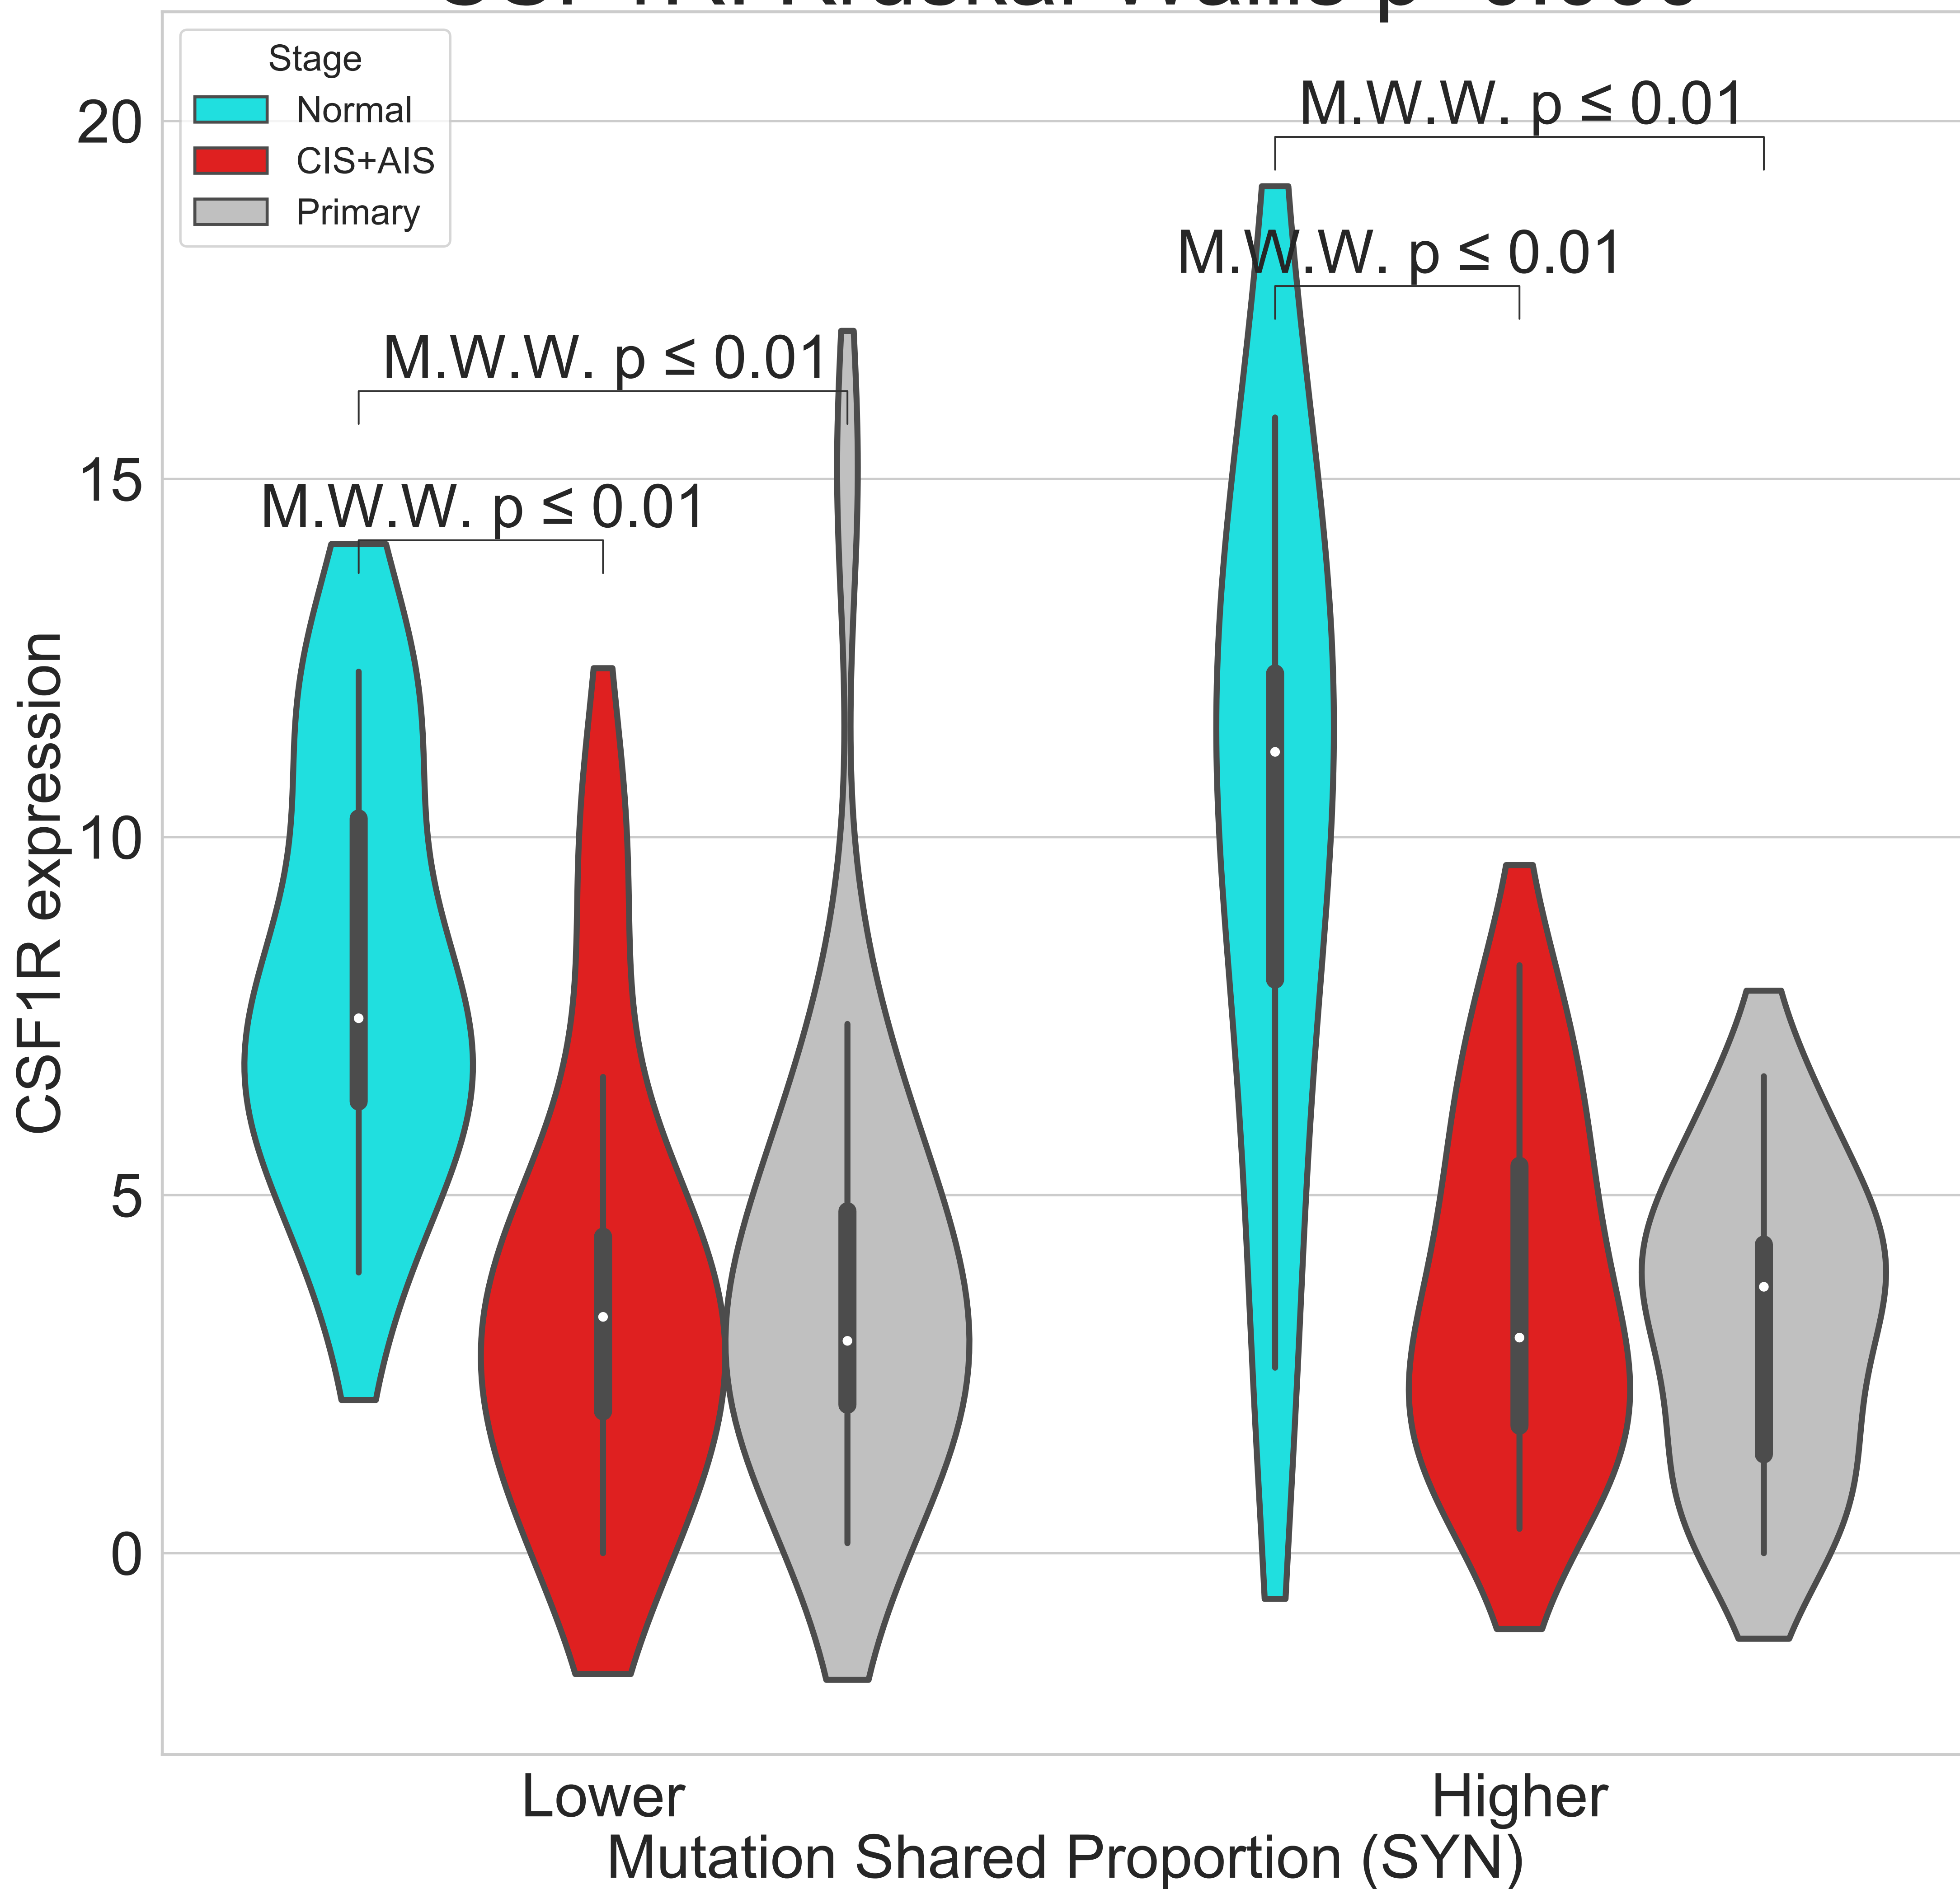 Stage
Normal
CIS+AIS
Primary
M.W.W. p ≤ 0.01
M.W.W. p ≤ 0.01
M.W.W. p ≤ 0.01
M.W.W. p ≤ 0.01
20
15
10
5
0
CSF1R expression
Lower
Higher
Mutation Shared Proportion (SYN)